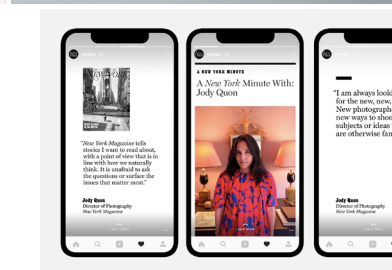 NEW YORK
"New York Magazine tells
stories I want to read about,
with a point of view that is in
line with how we naturally
think. It is unafraid to ask
the questions or surface the
issues that matter most."
Jody Quon
Director of Photography
New York Magazine
A NEW YORK MINUTE
A New York Minute With:
Jody Quon
"I am always looki
for the new, new,
New photograph
new ways to shoo
subjects or ideas
are otherwise fan
Jody Quon
Director of Photography
New York Magazine